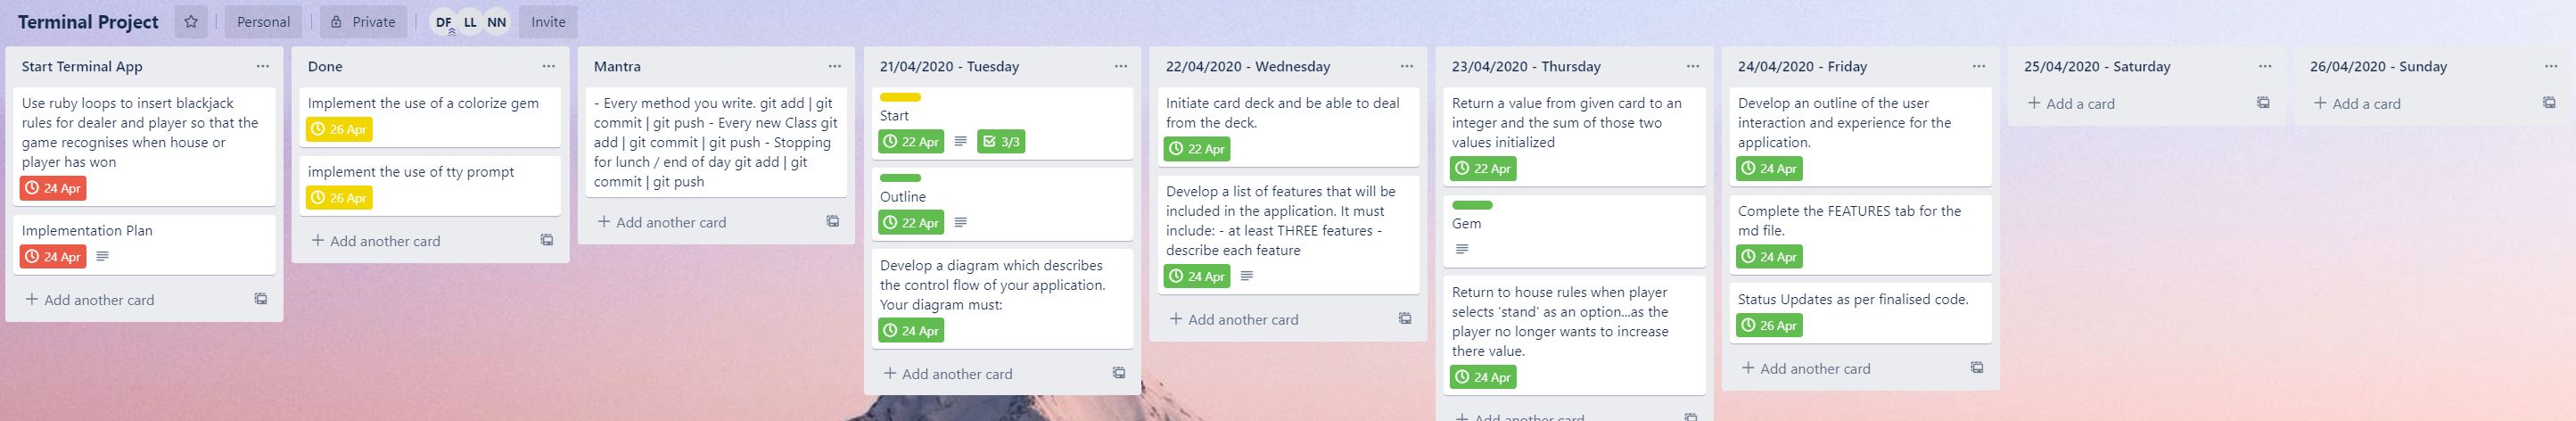 Terminal Project
Personal
Private
DF
LL
NN
Invite
Start Terminal App
Use ruby loops to insert blackjack
rules for dealer and player so that the
game recognises when house or
player has won
24 Apr
Implementation Plan
24 Apr
+ Add another card
Done
Implement the use of a colorize gem
26 Apr
implement the use of tty prompt
26 Apr
+ Add another card
Mantra
- Every method you write. git add | git
commit | git push - Every new Class git
add | git commit | git push - Stopping
for lunch / end of day git add | git
commit | git push
+ Add another card
21/04/2020 - Tuesday
Start
22 Apr
3/3
Outline
22 Apr
Develop a diagram which describes
the control flow of your application.
Your diagram must:
24 Apr
+ Add another card
22/04/2020 - Wednesday
Initiate card deck and be able to deal
from the deck.
22 Apr
Develop a list of features that will be
included in the application. It must
include: - at least THREE features -
describe each feature
24 Apr
+ Add another card
23/04/2020 - Thursday
Return a value from given card to an
integer and the sum of those two
values initialized
22 Apr
Gem
Return to house rules when player
selects 'stand' as an option...as the
player no longer wants to increase
there value.
24 Apr
+ Add another card
24/04/2020 - Friday
Develop an outline of the user
interaction and experience for the
application.
24 Apr
Complete the FEATURES tab for the
md file.
24 Apr
Status Updates as per finalised code.
26 Apr
+ Add another card
25/04/2020 - Saturday
+ Add a card
26/04/2020 - Sunday
+ Add a card